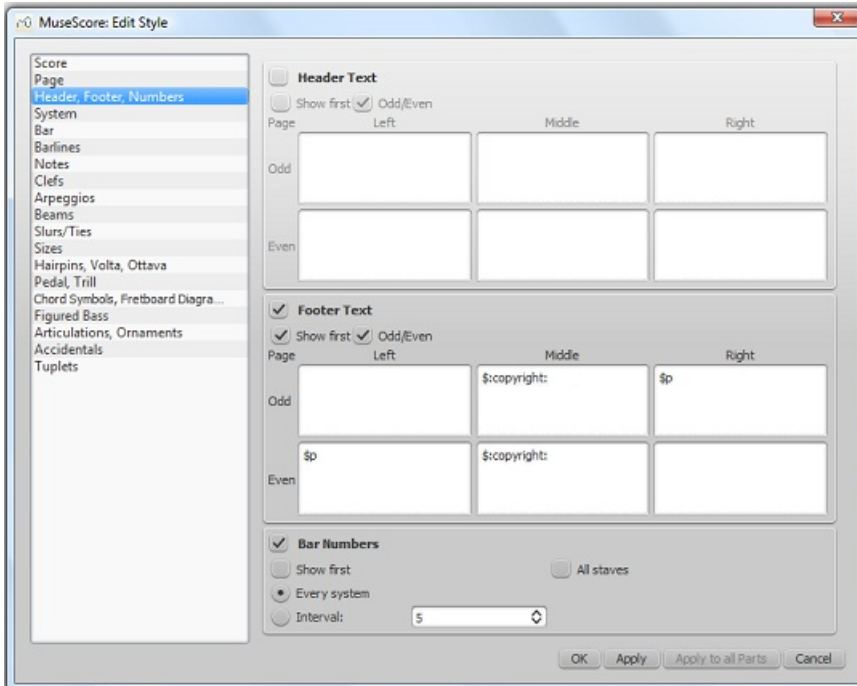 MuseScore: Edit Style
Score
Page
Header, Footer, Numbers
System
Bar
Barlines
Notes
Clefs
Arpeggios
Beams
Slurs/Ties
Sizes
Hairpins, Volta, Ottava
Pedal, Trill
Chord Symbols, Fretboard Diagra...
Figured Bass
Articulations, Ornaments
Accidentals
Tuplets
Header Text
Show first Odd/Even
Page Left Middle Right
Odd
Even
Footer Text
Show first Odd/Even
Page Left Middle Right
Odd $:copyright: $p
Even $p $:copyright:
Bar Numbers
Show first All staves
Every system
Interval: 5
OK Apply Apply to all Parts Cancel